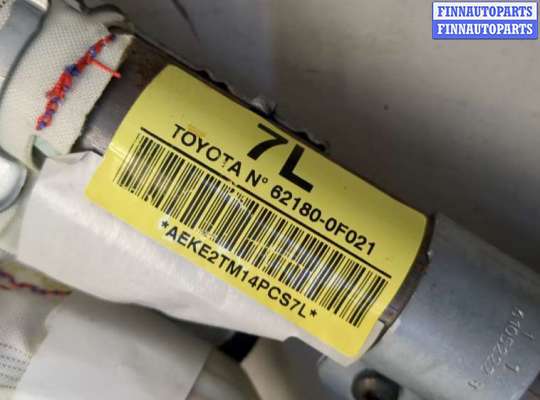 FINNAUTOPARTS
FINNAUTOPARTS
7L
TOYOTA N° 62180-0F021
*AEKE2TM14PCS7L*